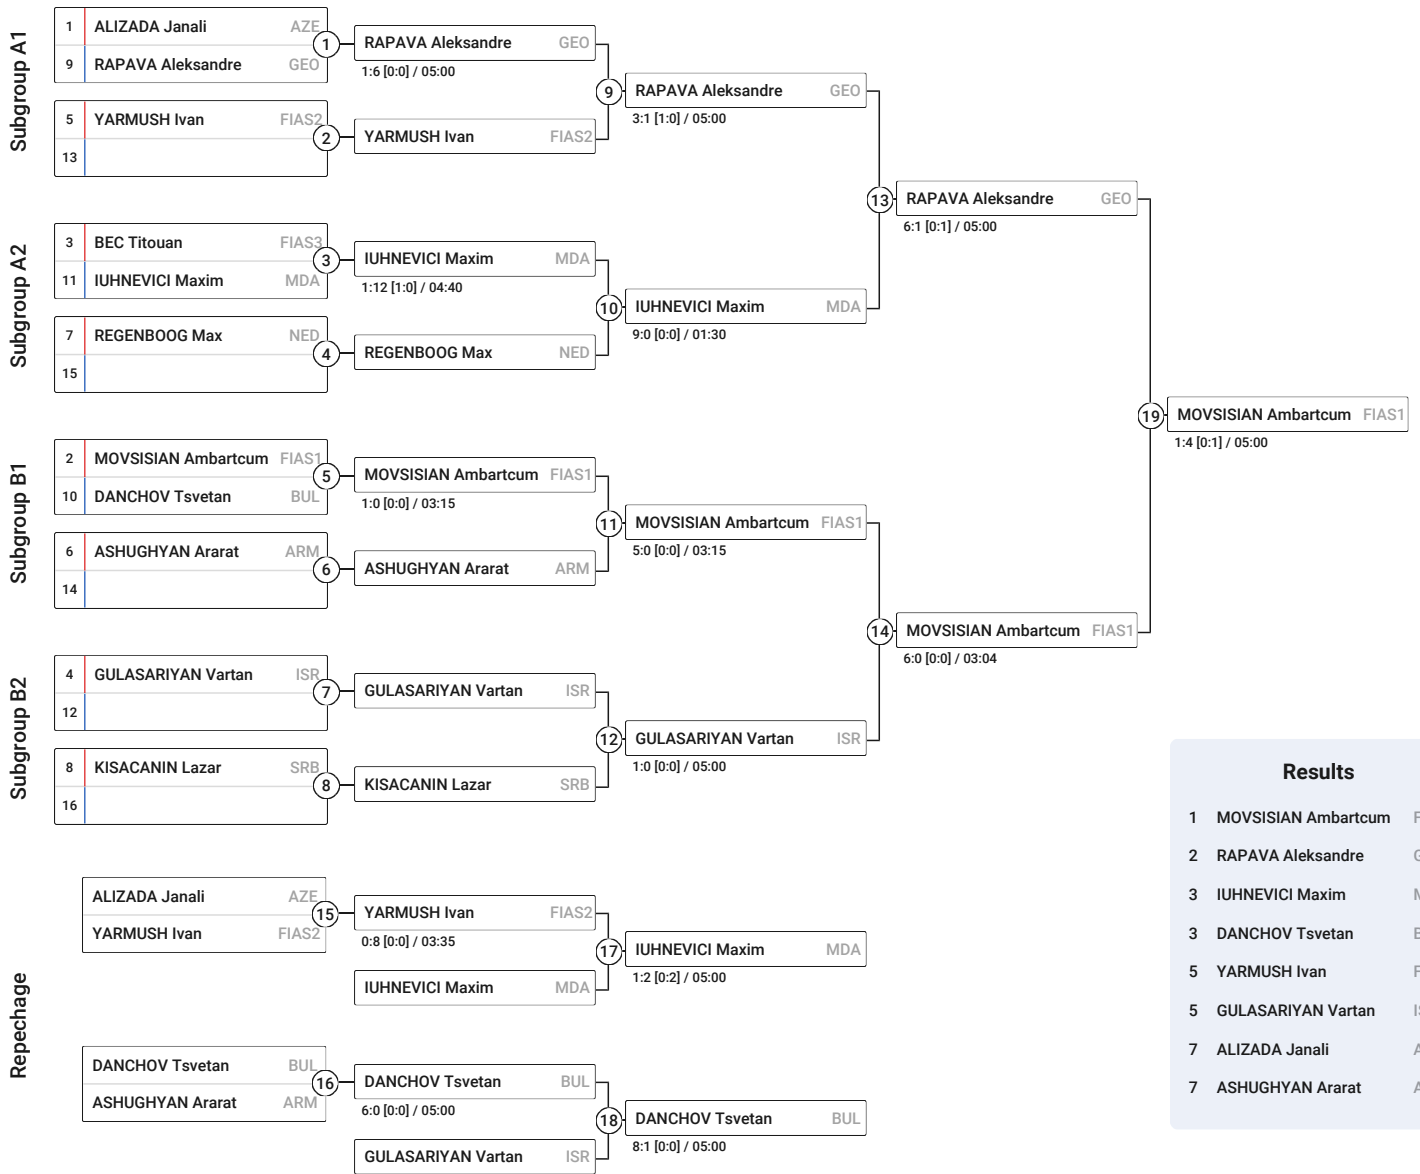 Subgroup A1
1 ALIZADA Janali AZE
9 RAPAVA Aleksandre GEO
1
RAPAVA Aleksandre GEO
1:6 [0:0] / 05:00
5 YARMUSH Ivan FIAS2
13
2
YARMUSH Ivan FIAS2
9
RAPAVA Aleksandre GEO
3:1 [1:0] / 05:00
Subgroup A2
3 BEC Titouan FIAS3
11 IUHNEVICI Maxim MDA
3
IUHNEVICI Maxim MDA
1:12 [1:0] / 04:40
7 REGENBOOG Max NED
15
4
REGENBOOG Max NED
10
IUHNEVICI Maxim MDA
9:0 [0:0] / 01:30
13
RAPAVA Aleksandre GEO
6:1 [0:1] / 05:00
Subgroup B1
2 MOVSISIAN Ambartcum FIAS1
10 DANCHOV Tsvetan BUL
5
MOVSISIAN Ambartcum FIAS1
1:0 [0:0] / 03:15
6 ASHUGHYAN Ararat ARM
14
6
ASHUGHYAN Ararat ARM
11
MOVSISIAN Ambartcum FIAS1
5:0 [0:0] / 03:15
Subgroup B2
4 GULASARIYAN Vartan ISR
12
7
GULASARIYAN Vartan ISR
8 KISACANIN Lazar SRB
16
8
KISACANIN Lazar SRB
12
GULASARIYAN Vartan ISR
1:0 [0:0] / 05:00
14
MOVSISIAN Ambartcum FIAS1
6:0 [0:0] / 03:04
19
MOVSISIAN Ambartcum FIAS1
1:4 [0:1] / 05:00
Repechage
ALIZADA Janali AZE
YARMUSH Ivan FIAS2
15
YARMUSH Ivan FIAS2
0:8 [0:0] / 03:35
IUHNEVICI Maxim MDA
17
IUHNEVICI Maxim MDA
1:2 [0:2] / 05:00
DANCHOV Tsvetan BUL
ASHUGHYAN Ararat ARM
16
DANCHOV Tsvetan BUL
6:0 [0:0] / 05:00
GULASARIYAN Vartan ISR
18
DANCHOV Tsvetan BUL
8:1 [0:0] / 05:00
Results
1 MOVSISIAN Ambartcum
2 RAPAVA Aleksandre
3 IUHNEVICI Maxim
3 DANCHOV Tsvetan
5 YARMUSH Ivan
5 GULASARIYAN Vartan
7 ALIZADA Janali
7 ASHUGHYAN Ararat